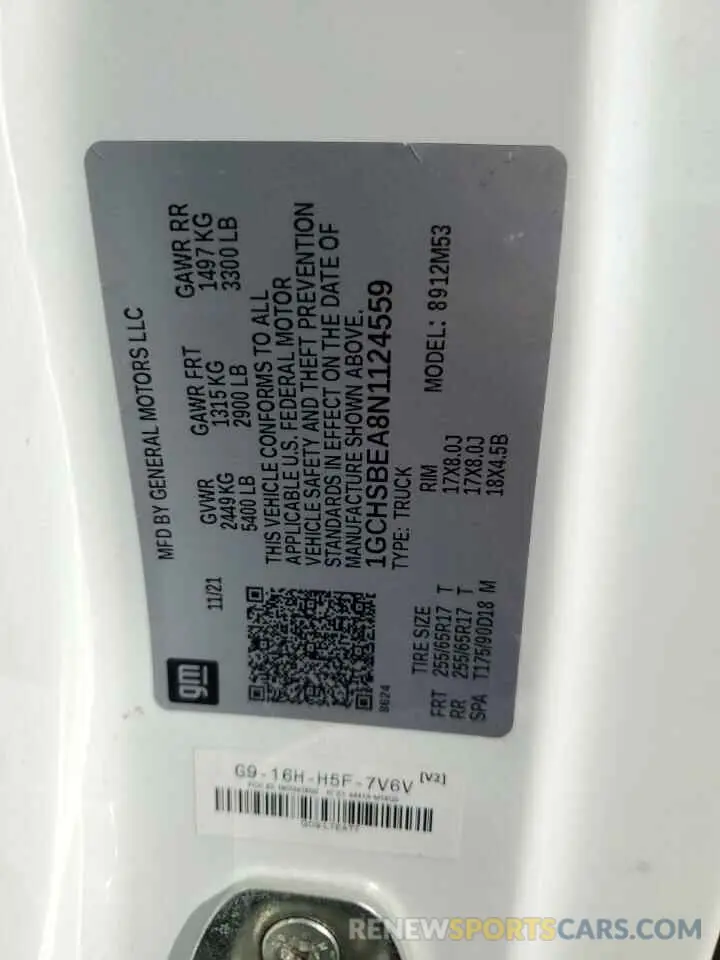 MFD BY GENERAL MOTORS LLC
11/21
GVWR
2449 KG
5400 LB
GAWR FRT
1315 KG
2900 LB
GAWR RR
1497 KG
3300 LB
THIS VEHICLE CONFORMS TO ALL
APPLICABLE U.S. FEDERAL MOTOR
VEHICLE SAFETY AND THEFT PREVENTION
STANDARDS IN EFFECT ON THE DATE OF
MANUFACTURE SHOWN ABOVE.
1GCHSBEA8N1124559
TYPE: TRUCK
MODEL: 8912M53
gm
8624
TIRE SIZE RIM
FRT 255/65R17 T 17X8.0J
RR 255/65R17 T 17X8.0J
SPA T175/90D18 M 18X4.5B
G9-16H-H5F-7V6V [V2]
RENEWSPORTSCARS.COM